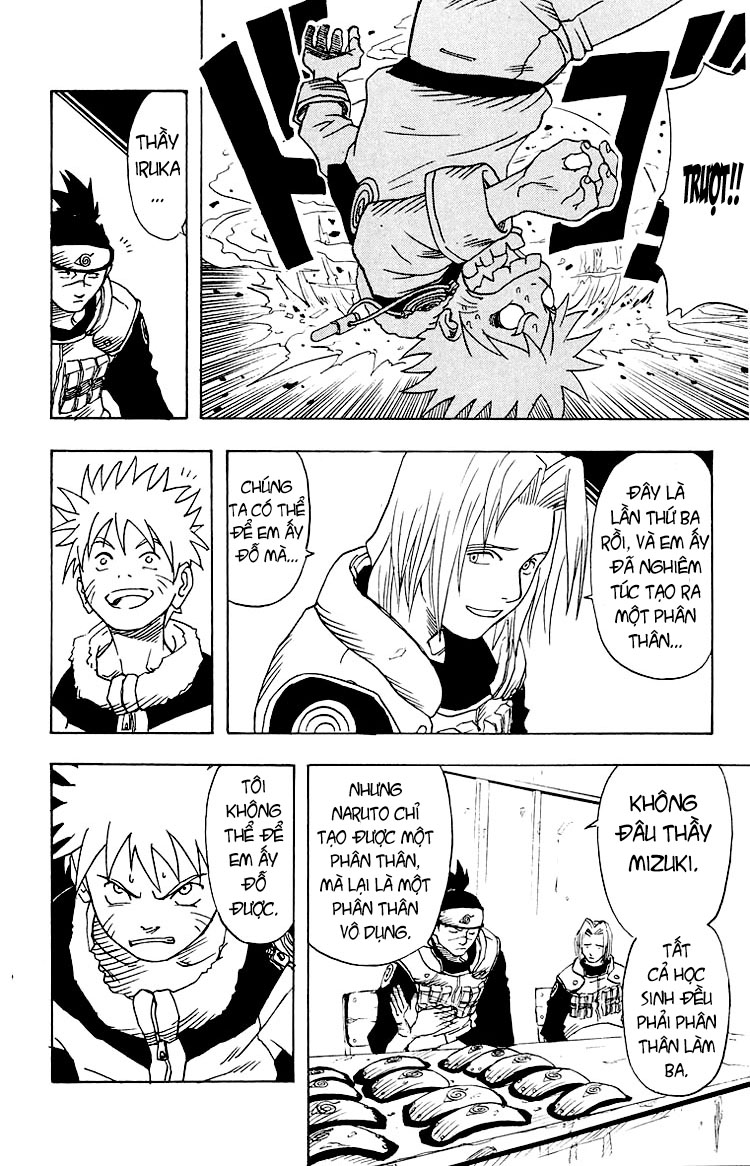 TRƯỢT!!
ドゴ
THẦY
IRUKA
...
ĐÂY LÀ
LẦN THỨ BA
RỒI, VÀ EM ẤY
ĐÃ NGHIÊM
TÚC TẠO RA
MỘT PHÂN
THÂN...
CHÚNG
TA CÓ THỂ
ĐỂ EM ẤY
ĐỖ MÀ...
KHÔNG
ĐÂU THẦY
MIZUKI.
TẤT
CẢ HỌC
SINH ĐỀU
PHẢI PHÂN
THÂN LÀM
BA.
NHƯNG
NARUTO CHỈ
TẠO ĐƯỢC MỘT
PHÂN THÂN,
MÀ LẠI LÀ MỘT
PHÂN THÂN
VÔ DỤNG.
TÔI
KHÔNG
THỂ ĐỂ
EM ẤY
ĐỖ
ĐƯỢC.